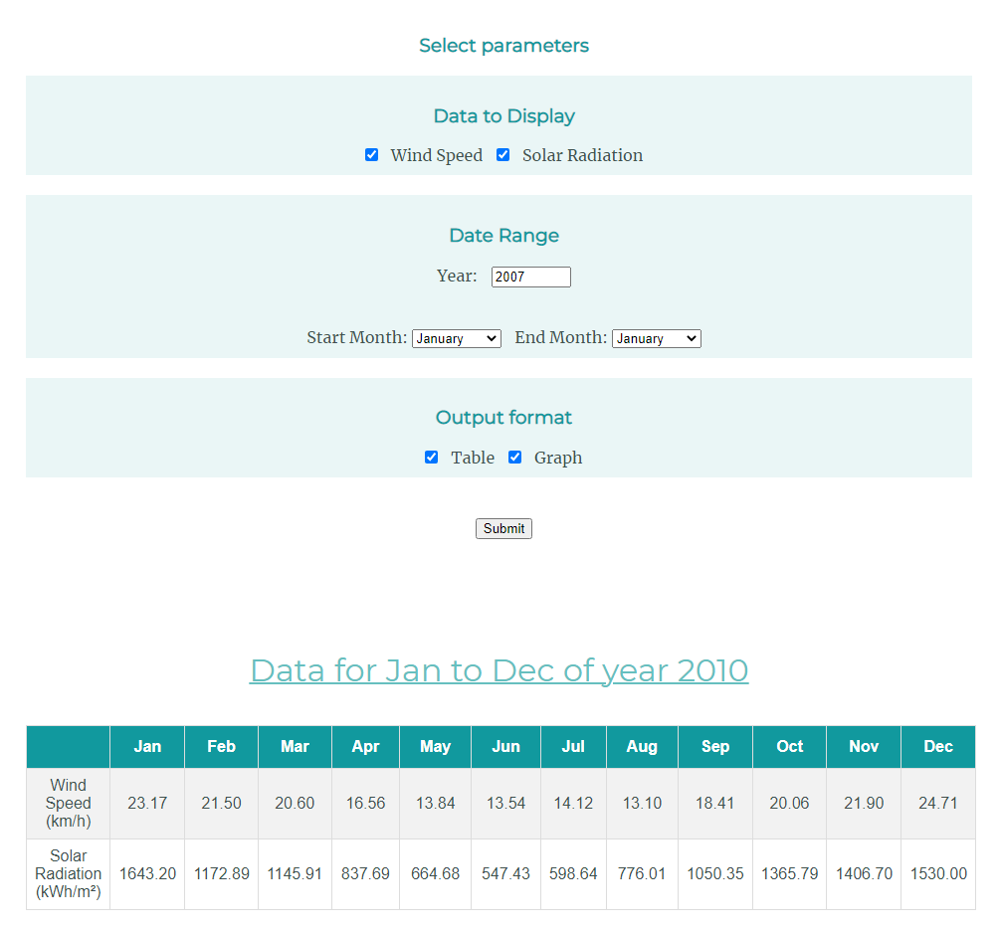 Select parameters
Data to Display
Wind Speed Solar Radiation
Date Range
Year: 2007
Start Month: January End Month: January
Output format
Table Graph
Submit
Data for Jan to Dec of year 2010
Jan Feb Mar Apr May Jun Jul Aug Sep Oct Nov Dec
Wind
Speed
(km/h)
23.17 21.50 20.60 16.56 13.84 13.54 14.12 13.10 18.41 20.06 21.90 24.71
Solar
Radiation
(kWh/m²)
1643.20 1172.89 1145.91 837.69 664.68 547.43 598.64 776.01 1050.35 1365.79 1406.70 1530.00